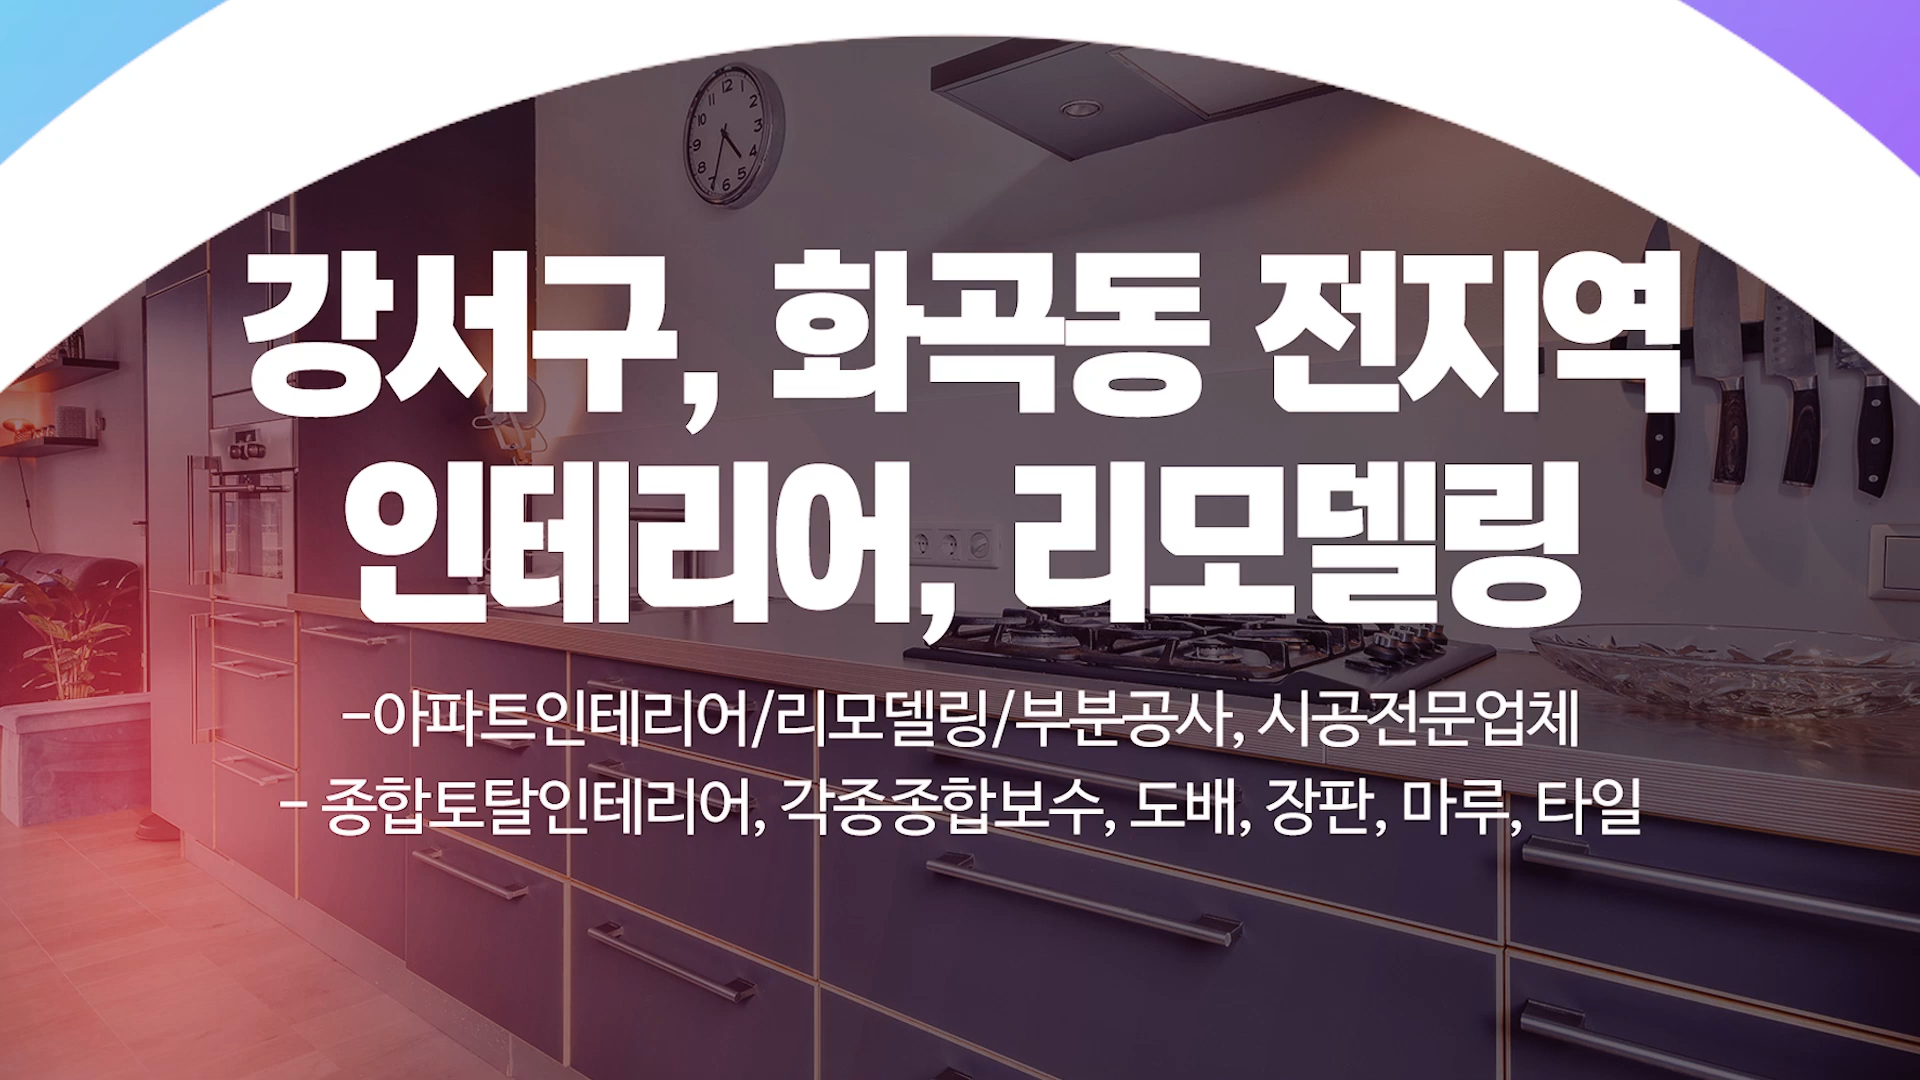 강서구, 화곡동 전지역
인테리어, 리모델링
-아파트인테리어/리모델링/부분공사, 시공전문업체
- 종합토탈인테리어, 각종종합보수, 도배, 장판, 마루, 타일